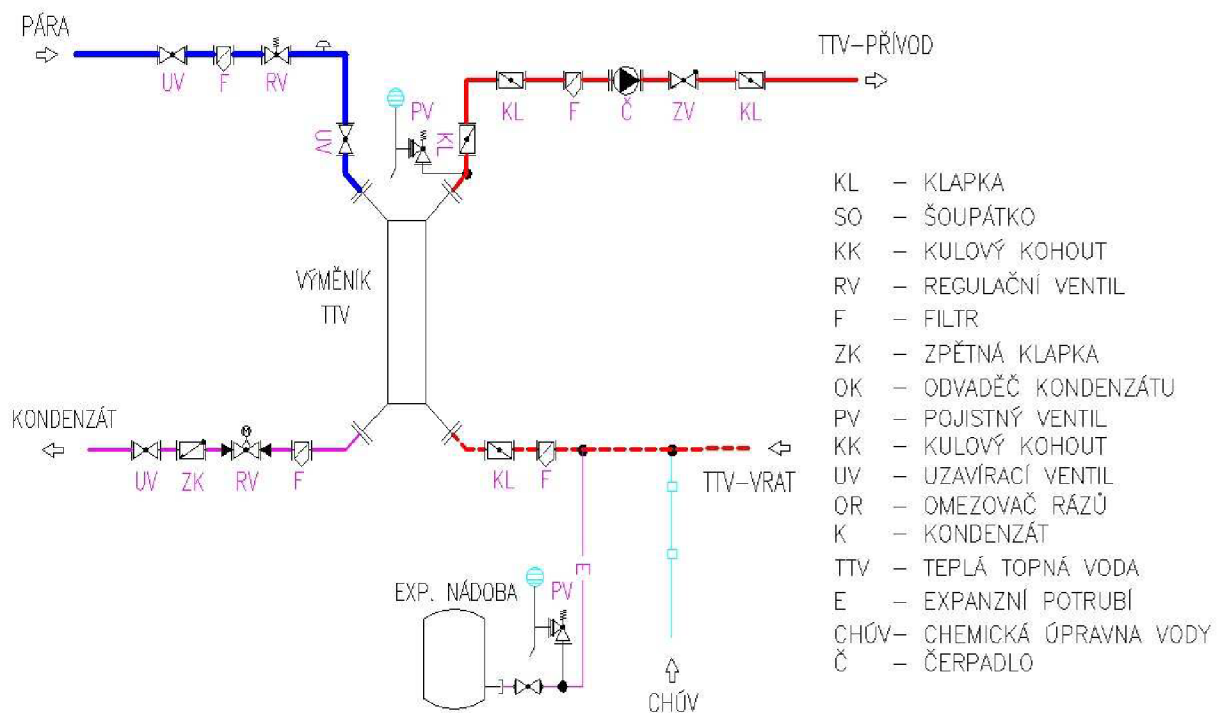 PÁRA
UV F RV
UV
PV
KL
KL F Č ZV KL
TTV-PŘÍVOD
VÝMĚNÍK
TTV
KONDENZÁT
UV ZK RV F
M
KL F
TTV-VRAT
E
EXP. NÁDOBA
PV
CHÚV
KL – KLAPKA
SO – ŠOUPÁTKO
KK – KULOVÝ KOHOUT
RV – REGULAČNÍ VENTIL
F – FILTR
ZK – ZPĚTNÁ KLAPKA
OK – ODVADĚČ KONDENZÁTU
PV – POJISTNÝ VENTIL
KK – KULOVÝ KOHOUT
UV – UZAVÍRACÍ VENTIL
OR – OMEZOVAČ RÁZŮ
K – KONDENZÁT
TTV – TEPLÁ TOPNÁ VODA
E – EXPANZNÍ POTRUBÍ
CHÚV– CHEMICKÁ ÚPRAVNA VODY
Č – ČERPADLO